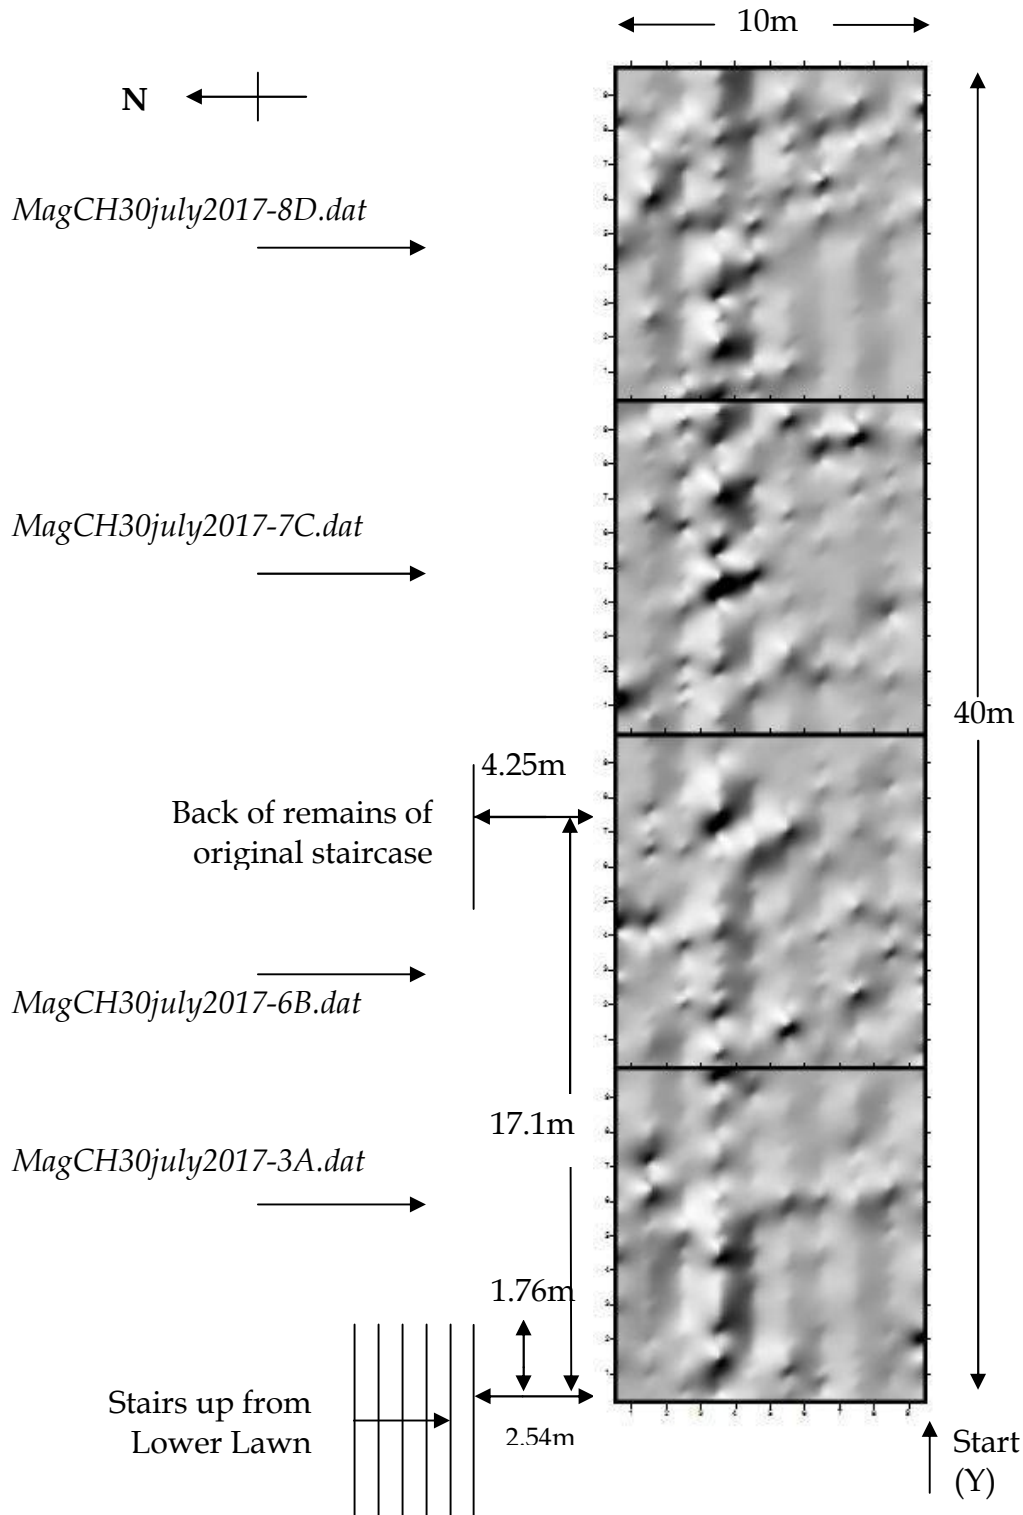 10m
N
MagCH30july2017-8D.dat
MagCH30july2017-7C.dat
40m
4.25m
Back of remains of
original staircase
MagCH30july2017-6B.dat
17.1m
MagCH30july2017-3A.dat
1.76m
Stairs up from
Lower Lawn
2.54m
Start
(Y)